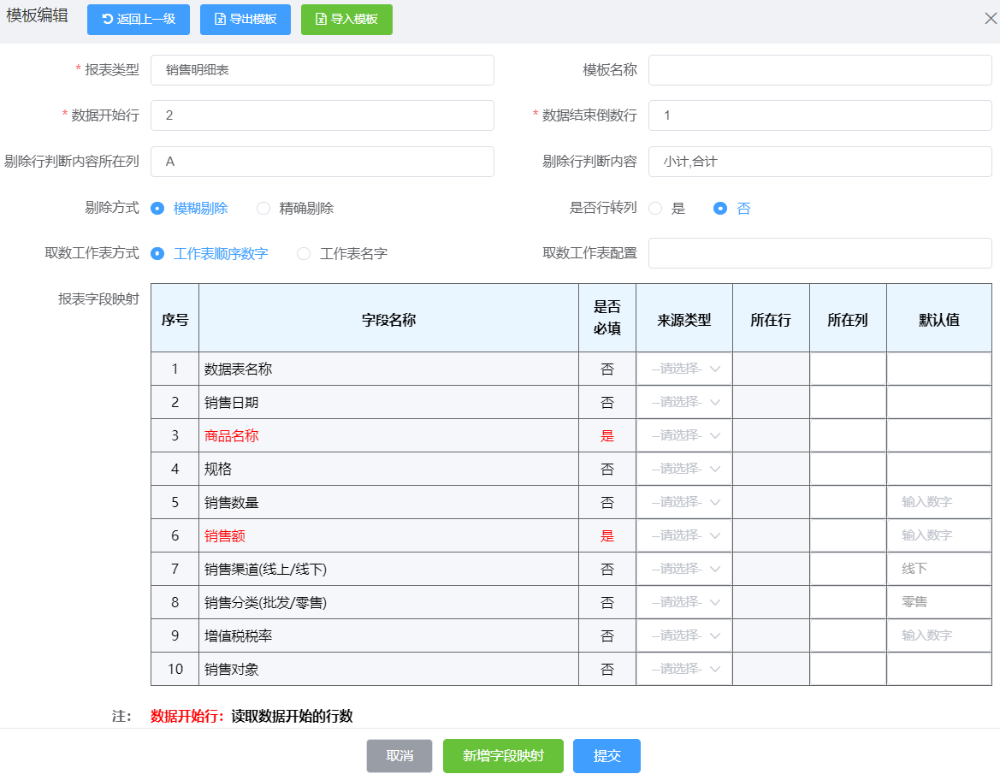 模板编辑 返回上一级 导出模板 导入模板
* 报表类型 销售明细表 模板名称
* 数据开始行 2 * 数据结束倒数行 1
剔除行判断内容所在列 A 剔除行判断内容 小计,合计
剔除方式 模糊剔除 精确剔除 是否行转列 是 否
取数工作表方式 工作表顺序数字 工作表名字 取数工作表配置
报表字段映射
序号 字段名称 是否必填 来源类型 所在行 所在列 默认值
1 数据表名称 否 --请选择-
2 销售日期 否 --请选择-
3 商品名称 是 --请选择-
4 规格 否 --请选择-
5 销售数量 否 --请选择- 输入数字
6 销售额 是 --请选择- 输入数字
7 销售渠道(线上/线下) 否 --请选择- 线下
8 销售分类(批发/零售) 否 --请选择- 零售
9 增值税税率 否 --请选择- 输入数字
10 销售对象 否 --请选择-
注： 数据开始行：读取数据开始的行数
取消 新增字段映射 提交